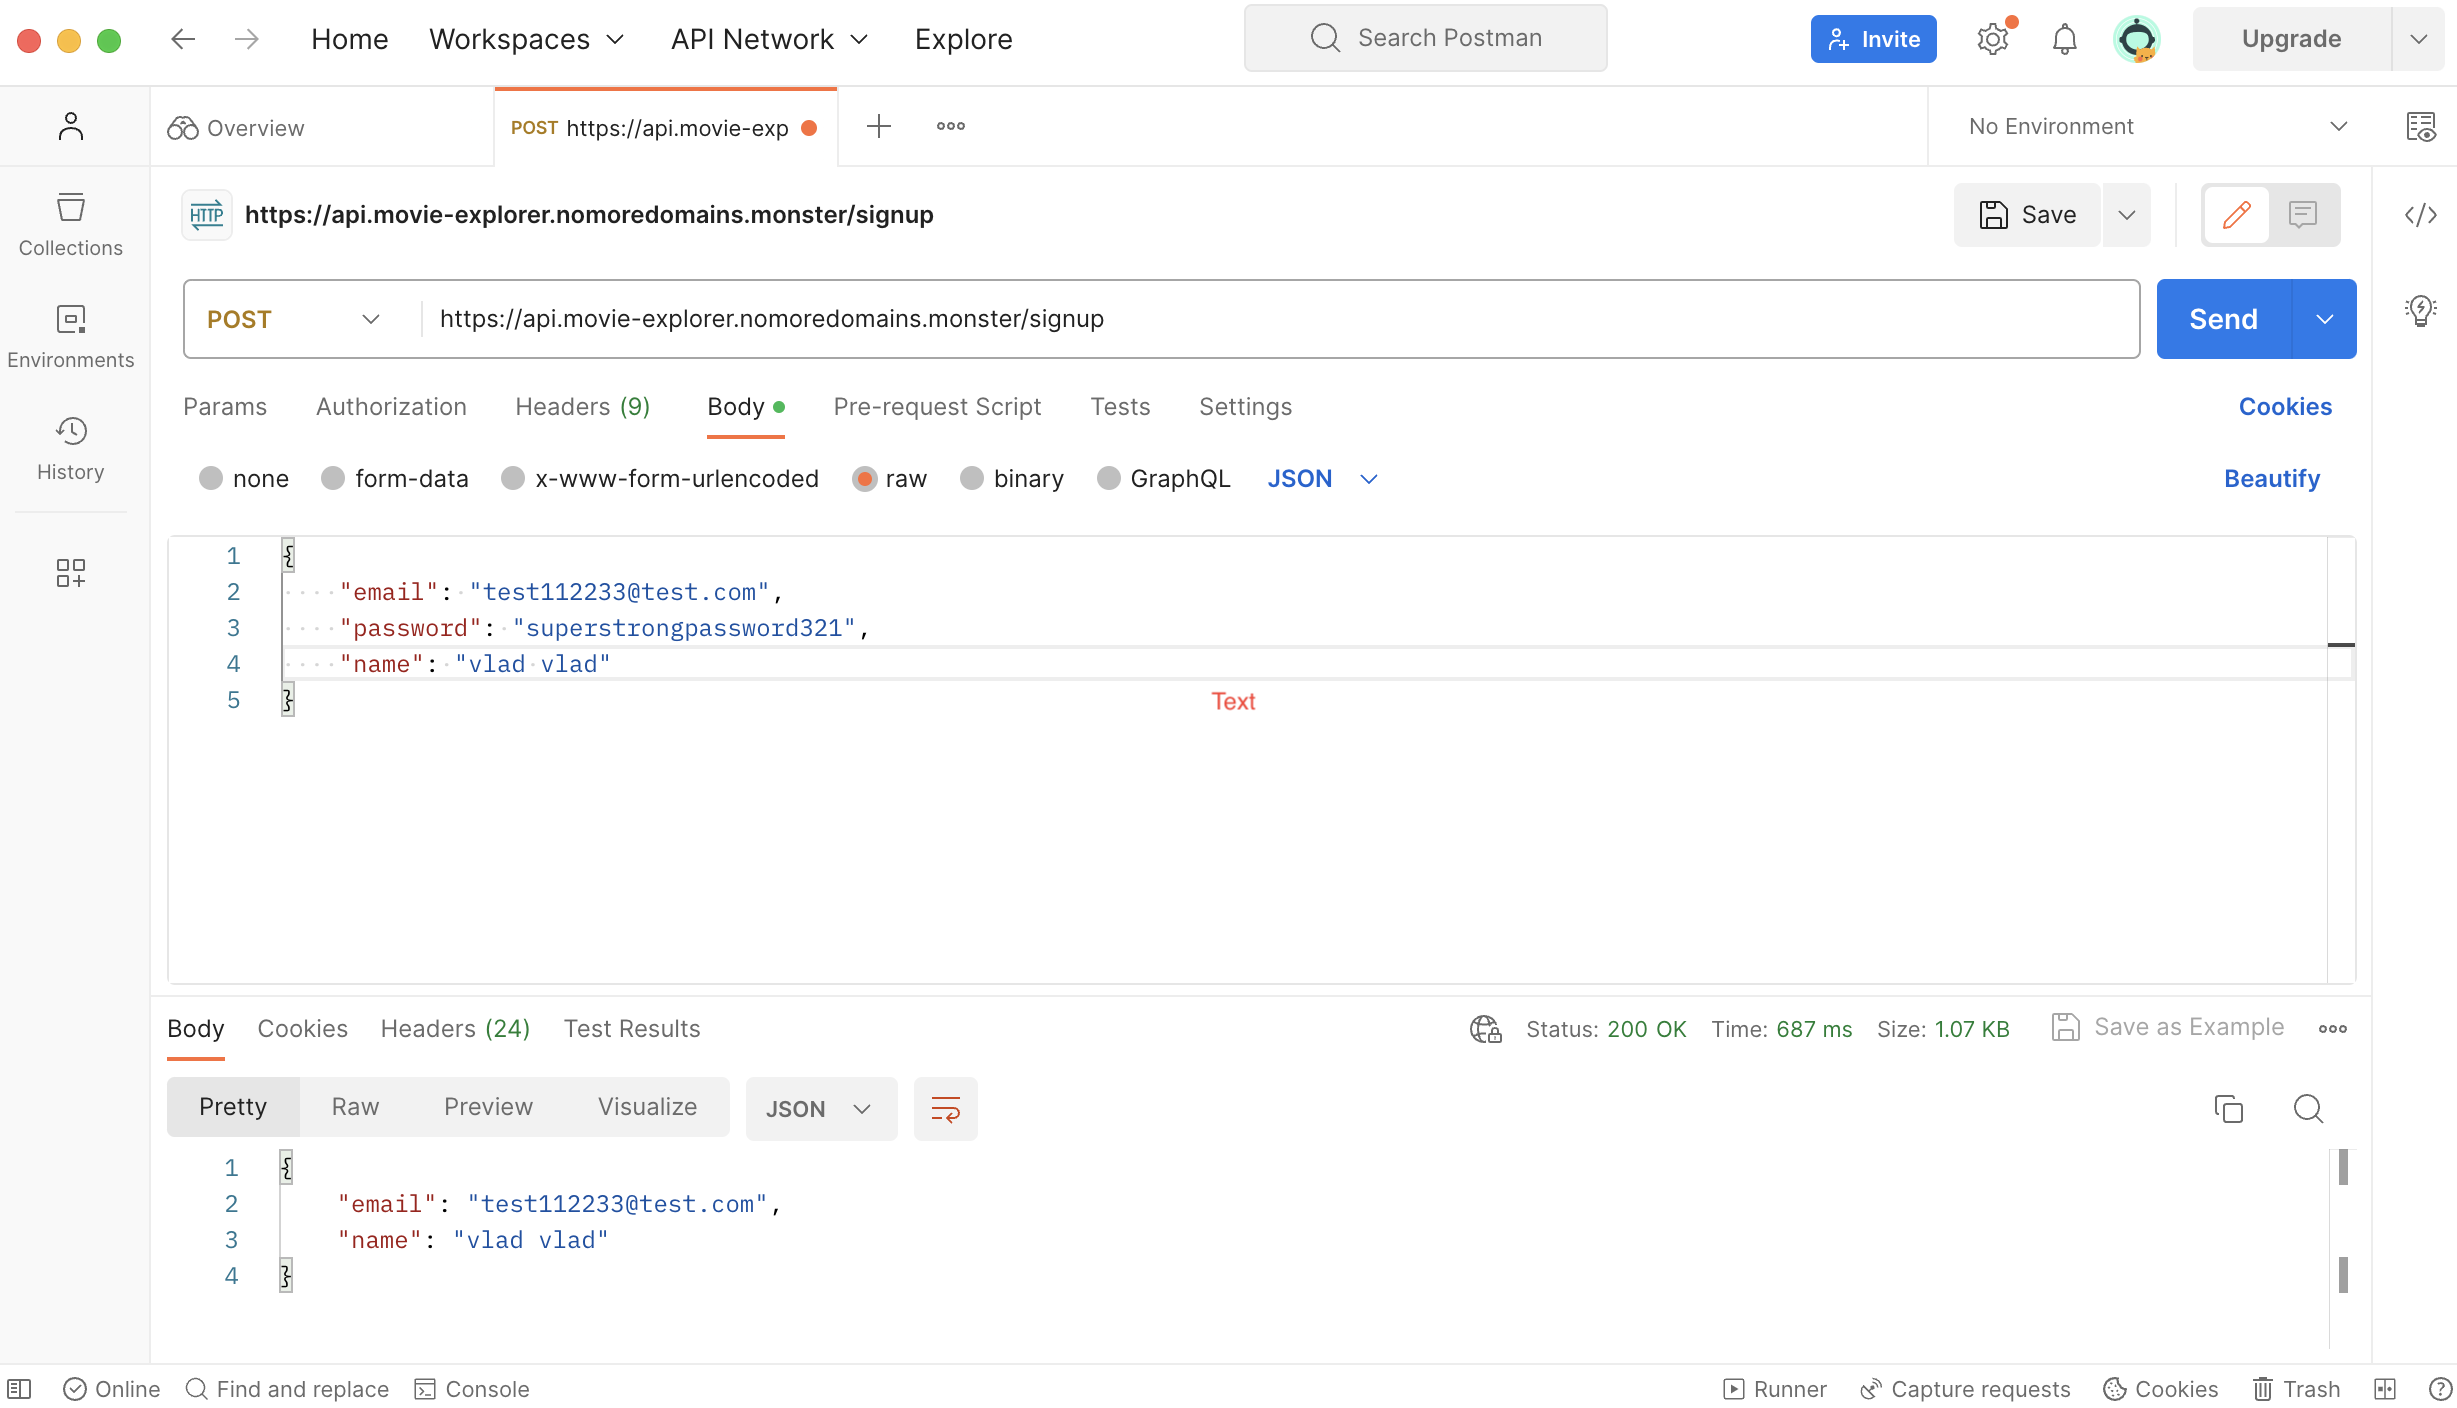 Home Workspaces API Network Explore Search Postman Invite Upgrade
Overview POST https://api.movie-exp No Environment
HTTP https://api.movie-explorer.nomoredomains.monster/signup Save
Collections
POST https://api.movie-explorer.nomoredomains.monster/signup Send
Environments
Params Authorization Headers (9) Body Pre-request Script Tests Settings Cookies
History
none form-data x-www-form-urlencoded raw binary GraphQL JSON Beautify
1 {
2 "email": "test112233@test.com",
3 "password": "superstrongpassword321",
4 "name": "vlad vlad"
5 }
Text
Body Cookies Headers (24) Test Results Status: 200 OK Time: 687 ms Size: 1.07 KB Save as Example
Pretty Raw Preview Visualize JSON
1 {
2 "email": "test112233@test.com",
3 "name": "vlad vlad"
4 }
Online Find and replace Console Runner Capture requests Cookies Trash